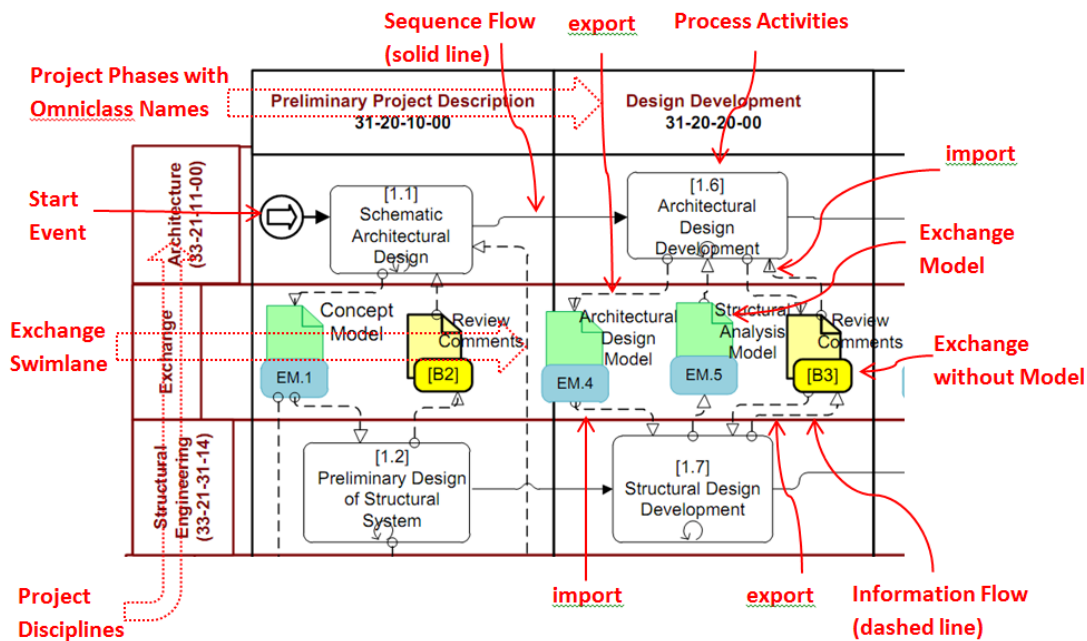 Sequence Flow
(solid line)
export
Process Activities
Project Phases with
Omniclass Names
Preliminary Project Description
31-20-10-00
Design Development
31-20-20-00
import
Start
Event
Architecture
(33-21-11-00)
[1.1]
Schematic
Architectural
Design
[1.6]
Architectural
Design
Development
Exchange
Model
Exchange
Swimlane
Exchange
Concept
Model
EM.1
Review
Comments
[B2]
Architectural
Design
Model
EM.4
Structural
Analysis
Model
EM.5
Review
Comments
[B3]
Exchange
without Model
Structural
Engineering
(33-21-31-14)
[1.2]
Preliminary Design
of Structural
System
[1.7]
Structural Design
Development
Project
Disciplines
import
export
Information Flow
(dashed line)